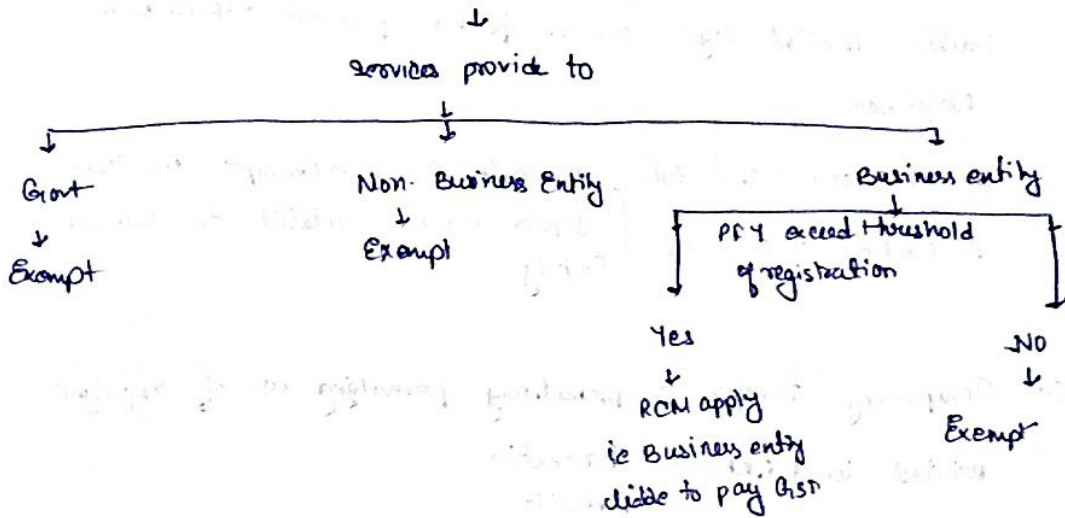 services provide to
Govt
Non- Business Entity
Business entity
Exempt
Exempt
PFY exceed threshold
of registration
Yes
NO
RCM apply
ie Business entity
liable to pay GST
Exempt